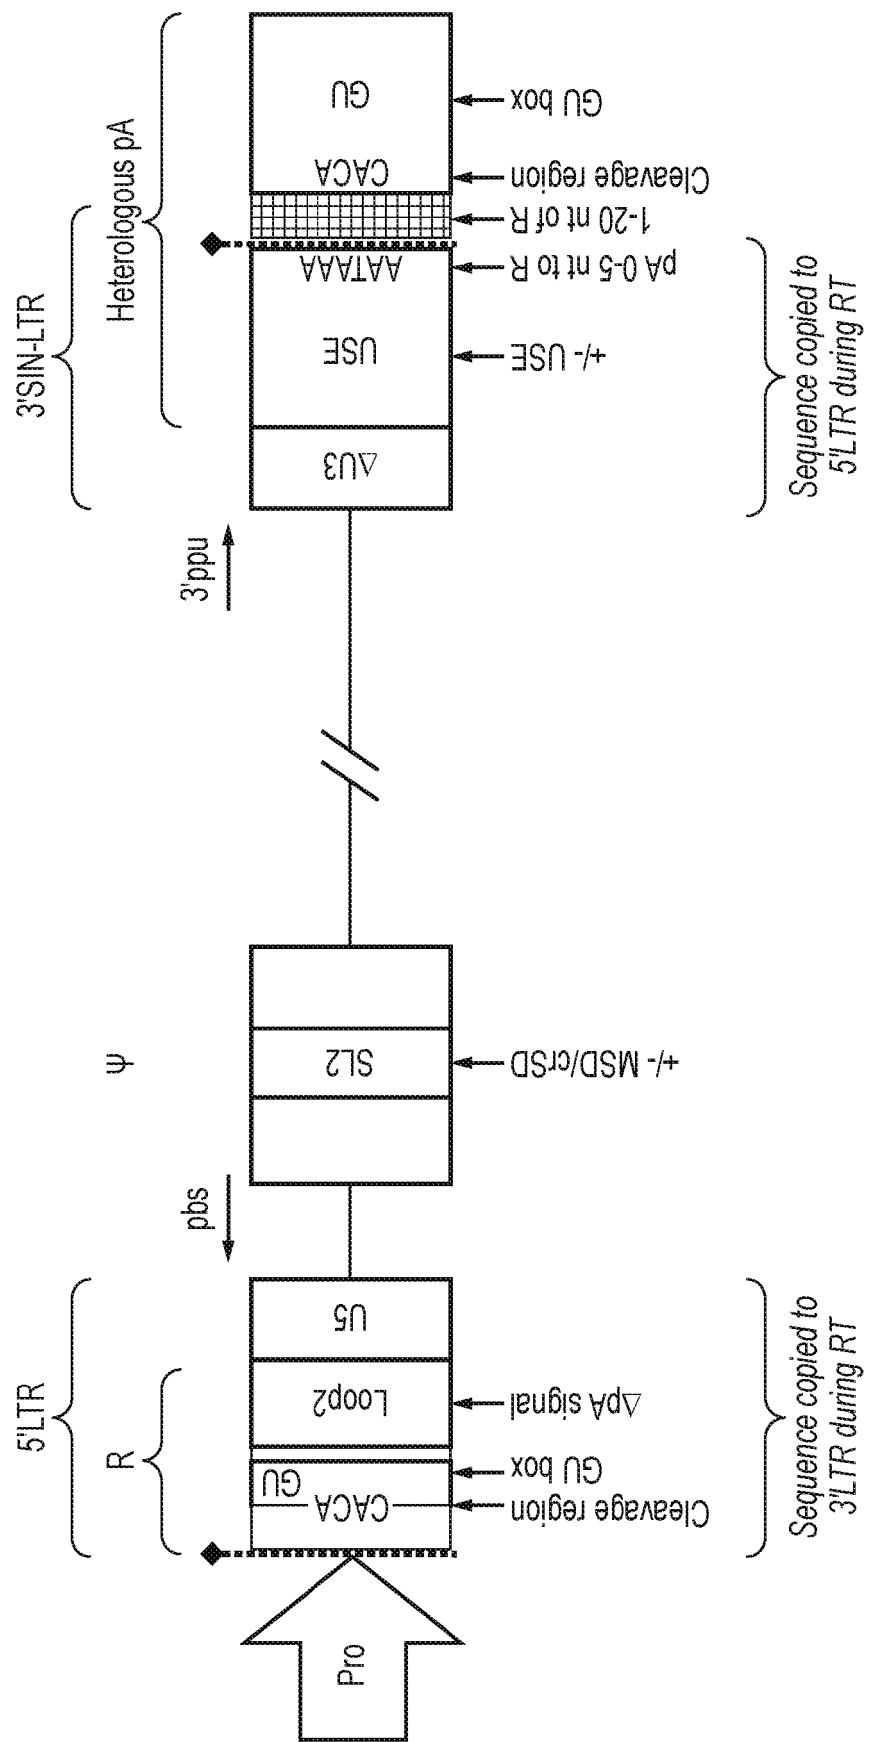 5'LTR
3'SIN-LTR
R
Heterologous pA
pbs
Ψ
3'ppu
Pro
CACA
GU
Loop2
U5
SL2
ΔU3
USE
AATAAA
CACA
GU
Cleavage region
GU box
ΔpA signal
+/- MSD/crSD
+/- USE
pA 0-5 nt to R
1-20 nt of R
Cleavage region
GU box
Sequence copied to
3'LTR during RT
Sequence copied to
5'LTR during RT